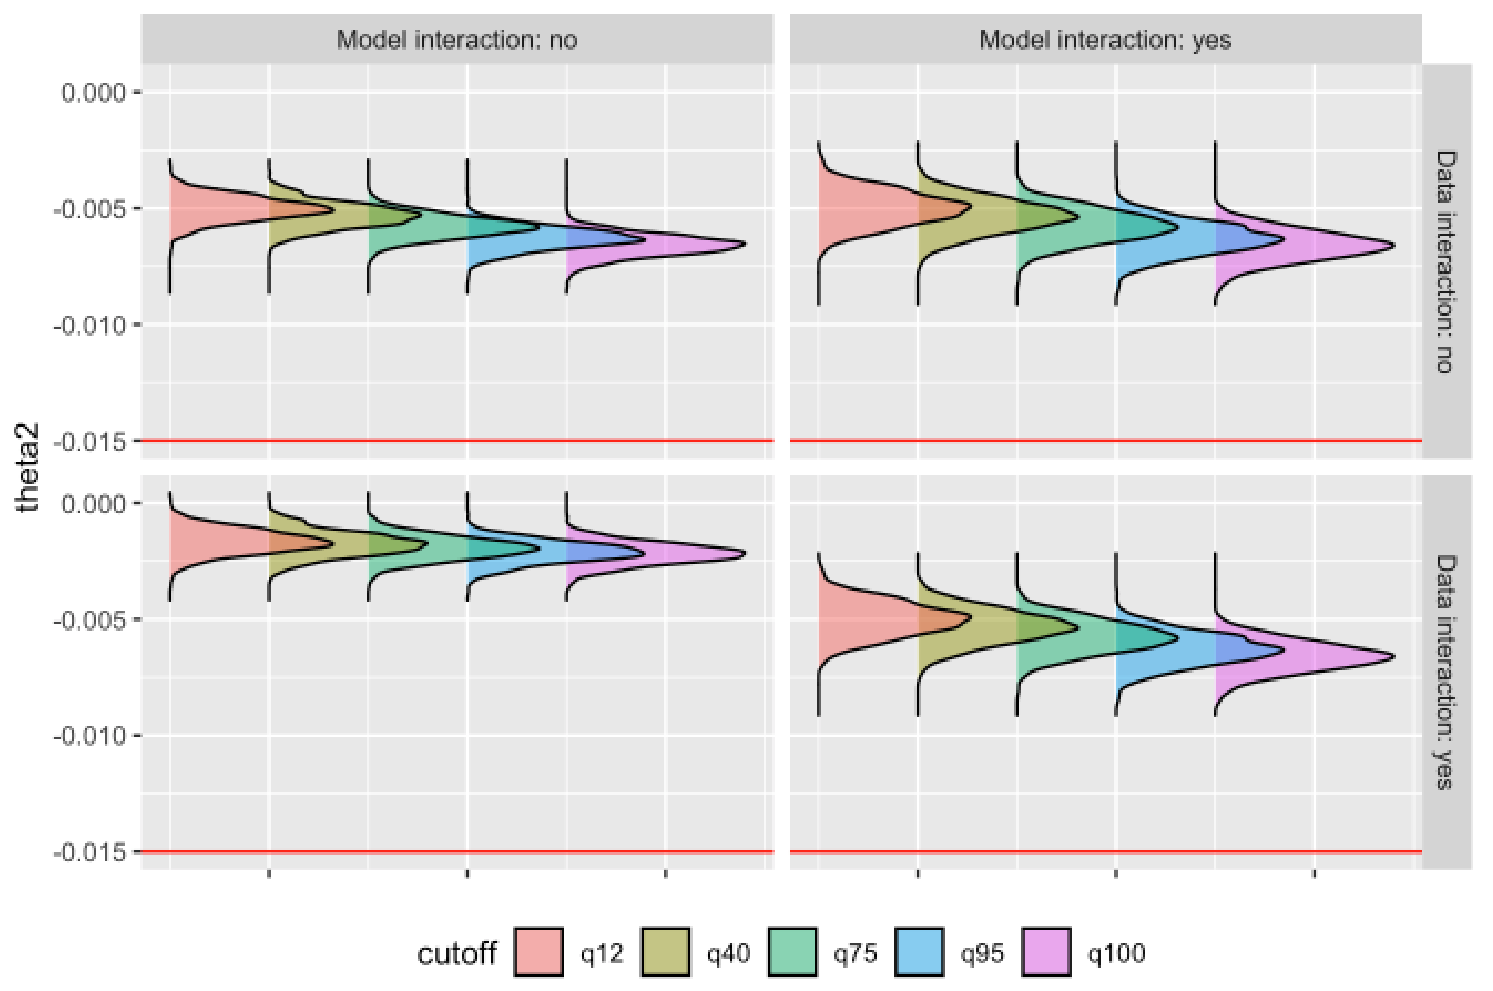 Model interaction: no
Model interaction: yes
0.000
-0.005
-0.010
-0.015
Data interaction: no
theta2
0.000
-0.005
-0.010
-0.015
Data interaction: yes
cutoff q12 q40 q75 q95 q100